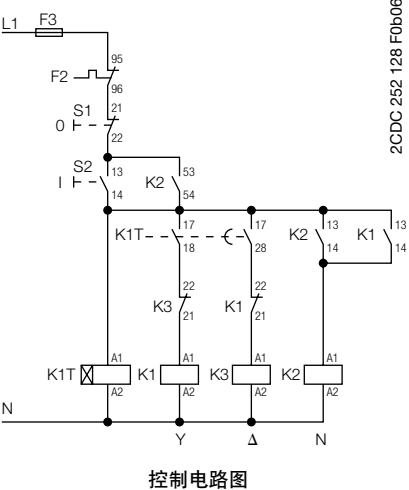 L1 F3
2CDC 252 128 F0b06
95
F2
96
S1 21
0
22
S2 13 K2 53
I
14 54
K1T 17 17 K2 13 K1 13
18 28 14 14
22 22
K3 K1
21 21
A1 A1 A1 A1
K1T K1 K3 K2
A2 A2 A2 A2
N
Y Δ N
控制电路图